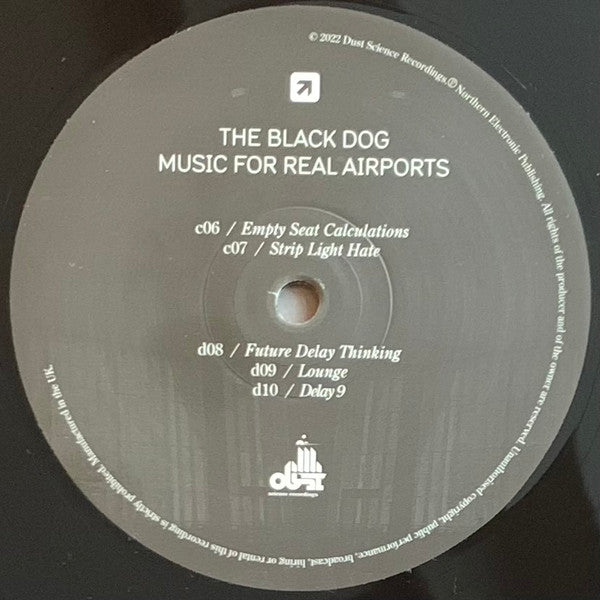 THE BLACK DOG
MUSIC FOR REAL AIRPORTS
c06 / Empty Seat Calculations
c07 / Strip Light Hate
d08 / Future Delay Thinking
d09 / Lounge
d10 / Delay 9
dust
science recordings
© 2022 Dust Science Recordings.℗ Northern Electronic Publishing. All rights of the producer and of the owner are reserved. Unauthorised copyright, public performance, broadcast, hiring or rental of this recording is strictly prohibited. Manufactured in the UK.